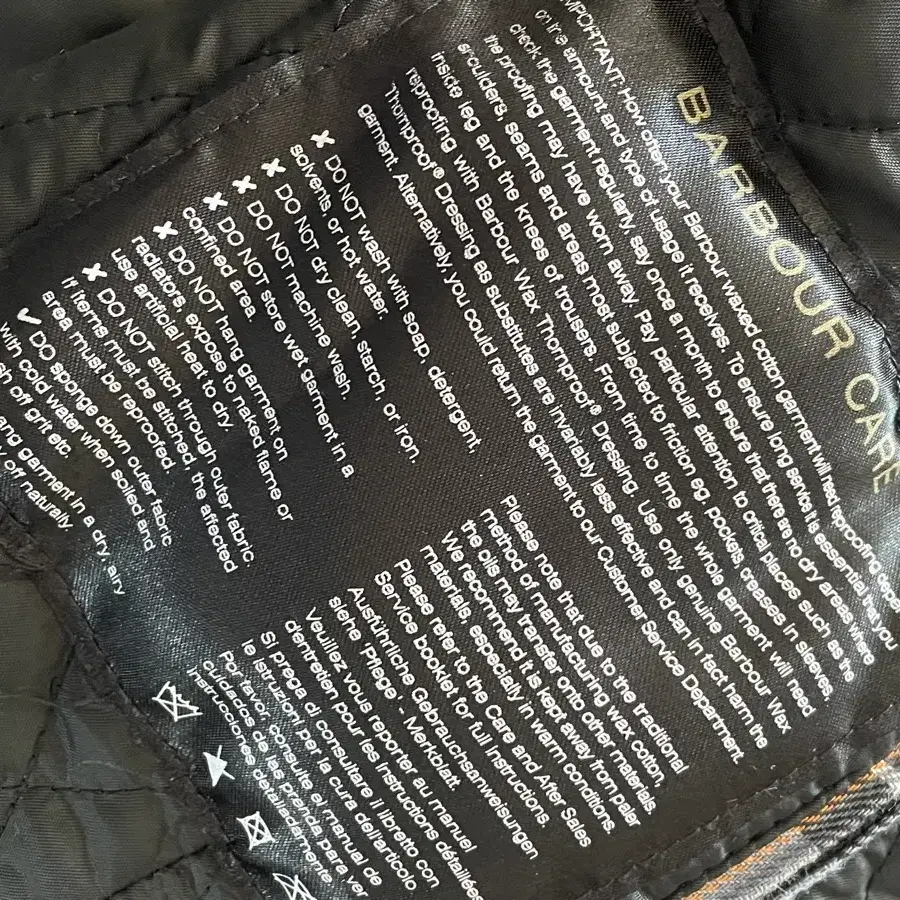 BARBOUR CARE
IMPORTANT: How often your Barbour waxed cotton garment will need reproofing depends
on the amount and type of usage it receives. To ensure long service it is essential that you
check the garment regularly, say once a month to ensure that there are no dry areas where
the proofing may have worn away. Pay particular attention to critical places such as the
shoulders, seams and areas most subjected to friction eg. pockets, creases in sleeves.
inside leg and the knees of trousers. From time to time the whole garment will need
reproofing with Barbour Wax Thornproof® Dressing. Use only genuine Barbour Wax
Thornproof® Dressing as substitutes are invariably less effective and can in fact harm the
garment. Alternatively, you could return the garment to our Customer Service Department.
✗ DO NOT wash with soap, detergent,
solvents, or hot water.
✗ DO NOT dry clean, starch, or iron.
✗ DO NOT machine wash.
✗ DO NOT store wet garment in a
confined area.
✗ DO NOT hang garment on
radiators, expose to naked flame or
use artificial heat to dry.
✗ DO NOT stitch through outer fabric.
If items must be stitched, the affected
area must be reproofed.
✓ DO sponge down outer fabric
with cold water when soiled and
off grit etc.
garment in a dry, airy
off naturally.
Please note that due to the traditional
method of manufacturing wax cotton,
the oils may transfer onto other materials
We recommend it is kept away from paler
materials, especially in warm conditions.
Please refer to the Care and After Sales
Service booklet for full Instructions.
Ausführliche Gebrauchsanweisungen
siehe 'Pflege' - Merkblatt.
Veuillez vous reporter au manuel
d'entretien pour les instructions détaillées
Si prega di consultare il libretto con
le istruzioni per la cura dell'articolo
Por favor, consulte el manual de
cuidados de las prendas para ver
instrucciones detalladamente